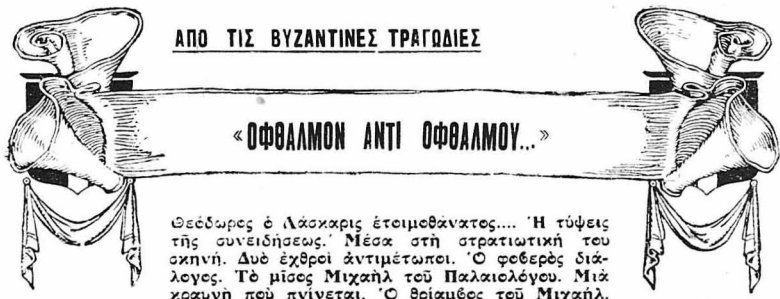 ΑΠΟ ΤΙΣ ΒΥΖΑΝΤΙΝΕΣ ΤΡΑΓΩΔΙΕΣ
«ΟΦΘΑΛΜΟΝ ΑΝΤΙ ΟΦΘΑΛΜΟΥ...»
Θεόδωρος ὁ Λάσκαρις ἑτοιμοθάνατος.... Ἡ τύψεις
τῆς συνειδήσεως. Μέσα στὴ στρατιωτική του
σκηνή. Δυὸ ἐχθροὶ ἀντιμέτωποι. Ὁ φοβερὸς διά-
λογος. Τὸ μῖσος Μιχαὴλ τοῦ Παλαιολόγου. Μιὰ
κραυγὴ ποὺ πνίγεται. Ὁ θρίαμβος τοῦ Μιχαήλ.